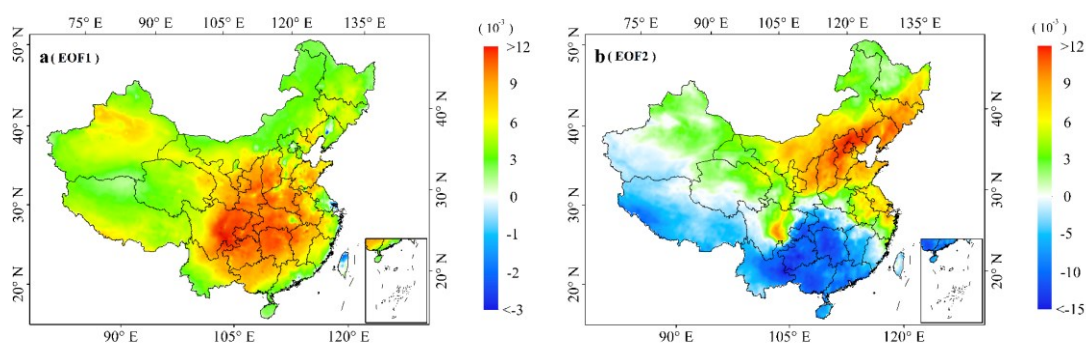 75° E 90° E 105° E 120° E 135° E
a (EOF1)
50° N
40° N
30° N
20° N
40° N
30° N
20° N
90° E 105° E 120° E
( 10⁻³ )
>12
9
6
3
0
-1
-2
<-3
75° E 90° E 105° E 120° E 135° E
b (EOF2)
50° N
40° N
30° N
20° N
40° N
30° N
20° N
90° E 105° E 120° E
( 10⁻⁵ )
>12
9
6
3
0
-5
-10
<-15